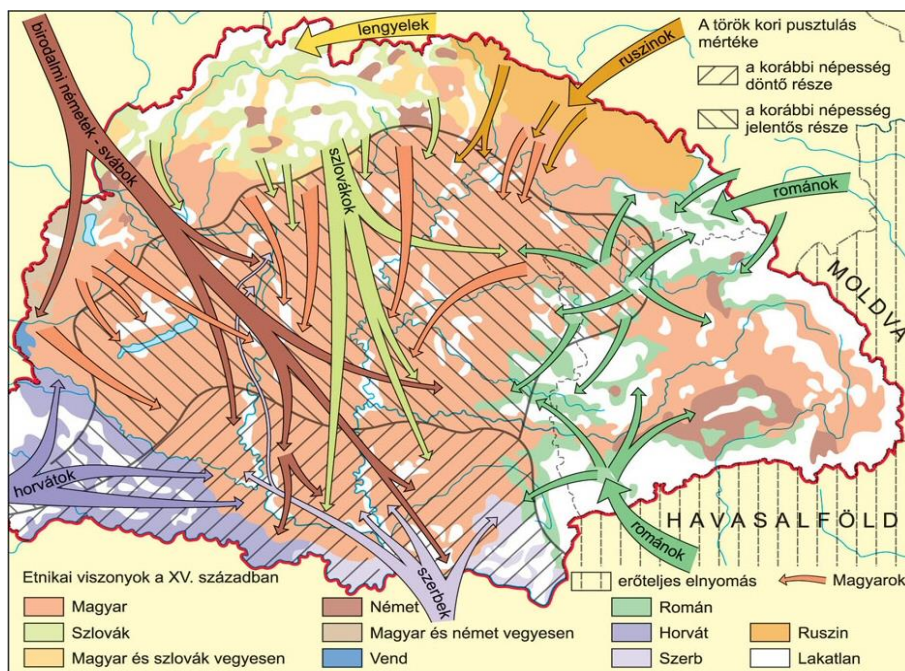 birodalmi németek - svábok
lengyelek
ruszinok
A török kori pusztulás
mértéke
a korábbi népesség
döntő része
a korábbi népesség
jelentős része
szlovákok
románok
MOLDVA
horvátok
szerbek
románok
HAVASALFÖLD
Etnikai viszonyok a XV. században
Magyar
Szlovák
Magyar és szlovák vegyesen
Német
Magyar és német vegyesen
Vend
erőteljes elnyomás
Magyarok
Román
Horvát
Szerb
Ruszin
Lakatlan